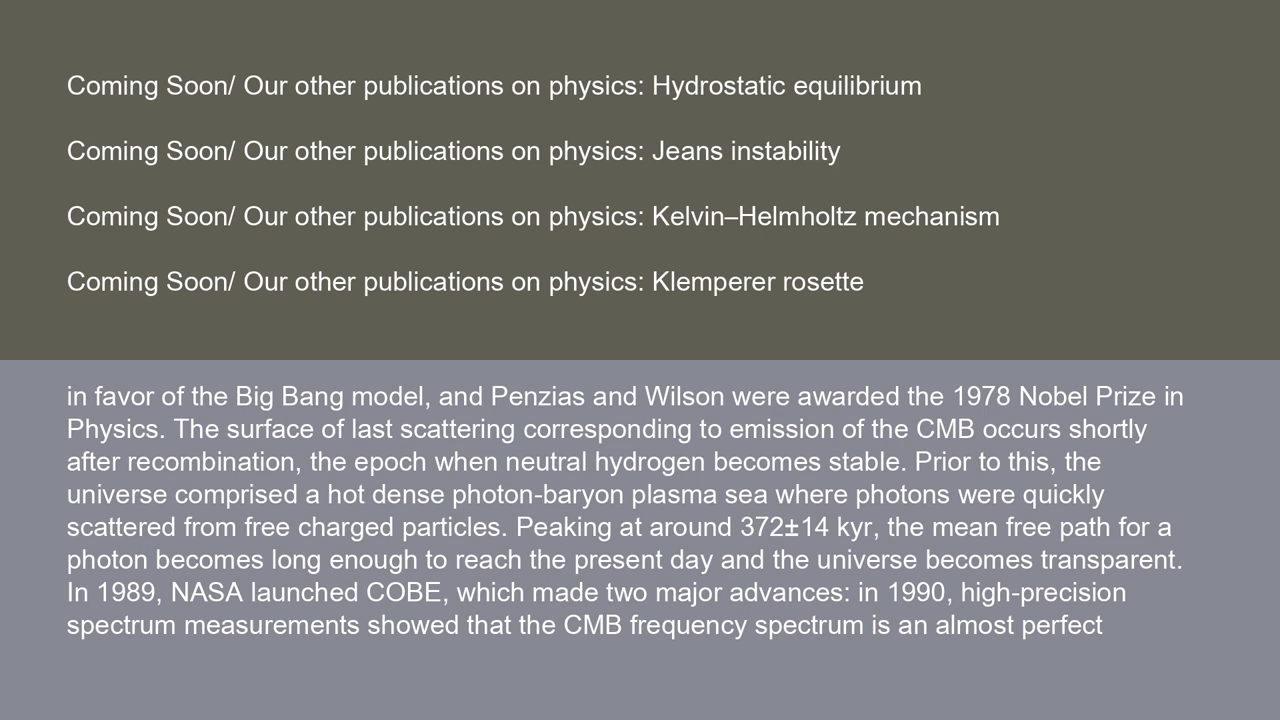 Coming Soon/ Our other publications on physics: Hydrostatic equilibrium
Coming Soon/ Our other publications on physics: Jeans instability
Coming Soon/ Our other publications on physics: Kelvin–Helmholtz mechanism
Coming Soon/ Our other publications on physics: Klemperer rosette
in favor of the Big Bang model, and Penzias and Wilson were awarded the 1978 Nobel Prize in
Physics. The surface of last scattering corresponding to emission of the CMB occurs shortly
after recombination, the epoch when neutral hydrogen becomes stable. Prior to this, the
universe comprised a hot dense photon-baryon plasma sea where photons were quickly
scattered from free charged particles. Peaking at around 372±14 kyr, the mean free path for a
photon becomes long enough to reach the present day and the universe becomes transparent.
In 1989, NASA launched COBE, which made two major advances: in 1990, high-precision
spectrum measurements showed that the CMB frequency spectrum is an almost perfect